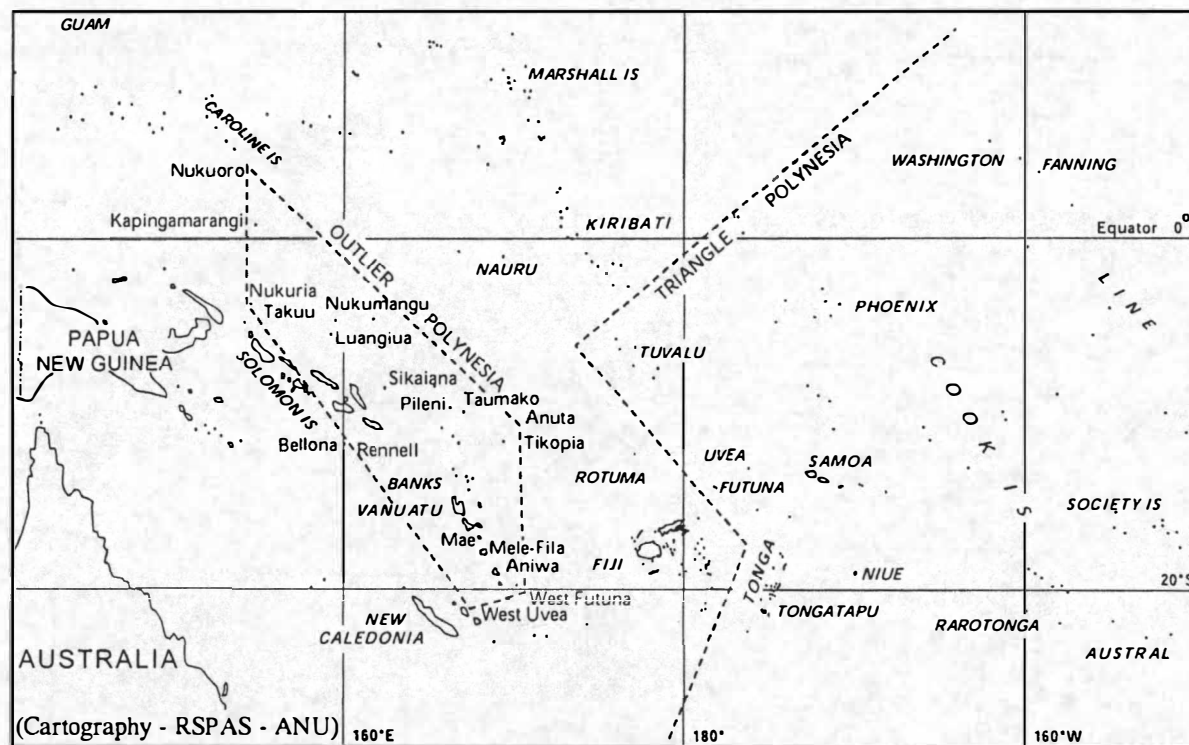 GUAM
MARSHALL IS
CAROLINE IS
POLYNESIA
WASHINGTON
FANNING
Nukuoro
Kapingamarangi
OUTLIER
KIRIBATI
Equator 0°
NAURU
TRIANGLE
LINE
Nukuria
Takuu
Nukumangu
POLYNESIA
PHOENIX
PAPUA
NEW GUINEA
Luangiua
TUVALU
COOK IS
SOLOMON IS
Sikaiana
Pileni
Taumako
Anuta
Tikopia
Bellona
Rennell
UVEA
SAMOA
ROTUMA
FUTUNA
BANKS
VANUATU
SOCIETY IS
Mae
Mele-Fila
Aniwa
FIJI
TONGA
NIUE
20°S
West Futuna
West Uvea
TONGATAPU
NEW
CALEDONIA
RAROTONGA
AUSTRAL
AUSTRALIA
(Cartography - RSPAS - ANU)
160°E
180°
160°W